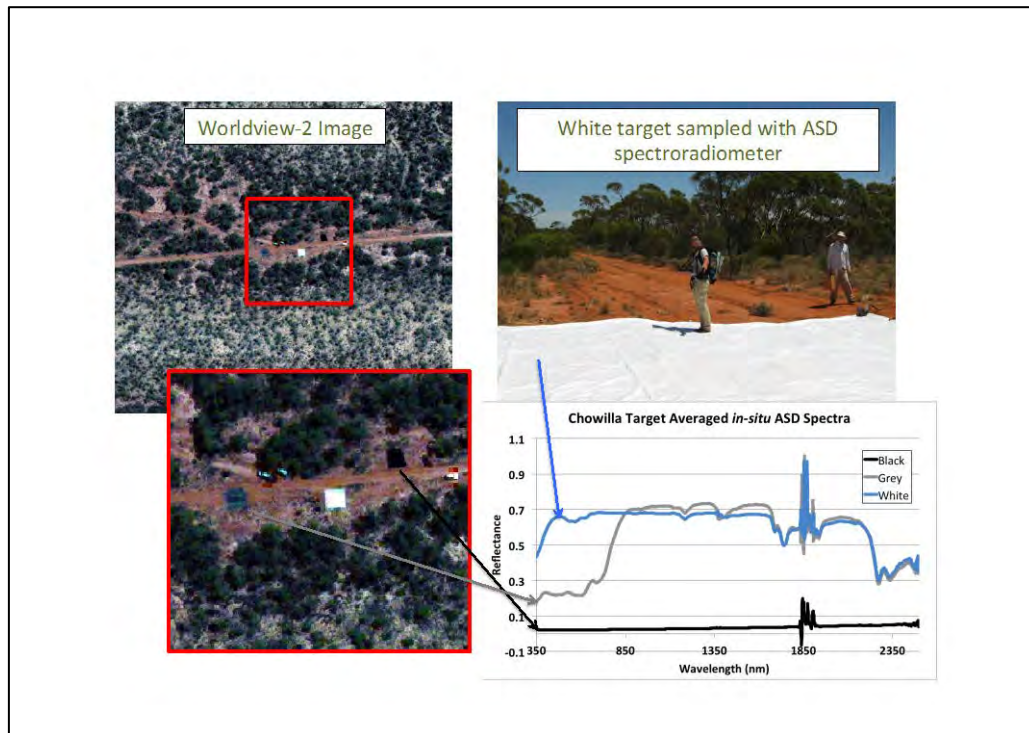 Worldview-2 Image
White target sampled with ASD
spectroradiometer
Chowilla Target Averaged in-situ ASD Spectra
1.1
0.9
0.7
0.5
0.3
0.1
-0.1
Reflectance
Black
Grey
White
350
850
1350
1850
2350
Wavelength (nm)